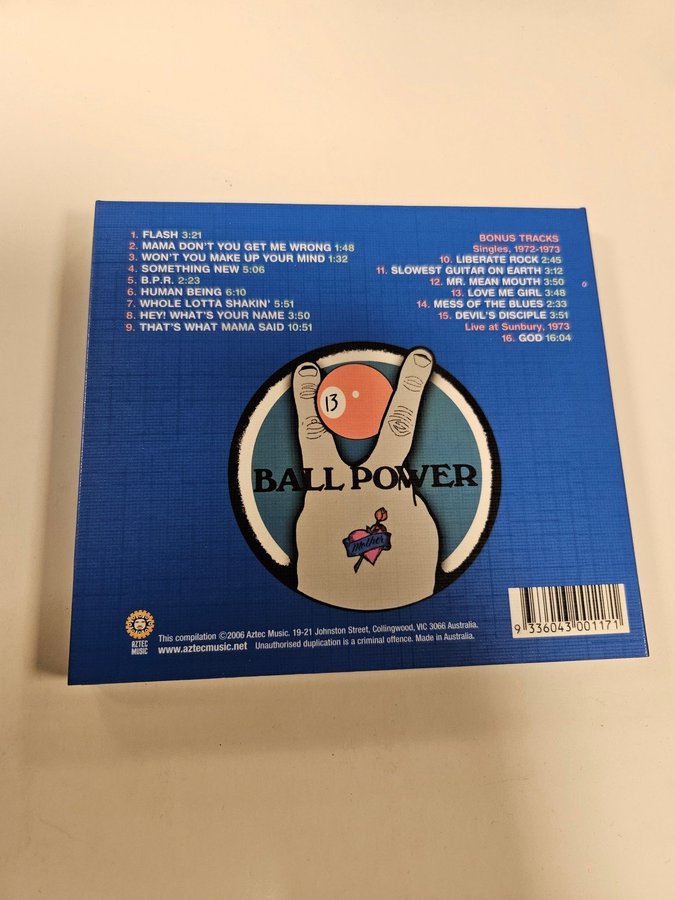 1. FLASH 3:21
2. MAMA DON'T YOU GET ME WRONG 1:48
3. WON'T YOU MAKE UP YOUR MIND 1:32
4. SOMETHING NEW 5:06
5. B.P.R. 2:23
6. HUMAN BEING 6:10
7. WHOLE LOTTA SHAKIN' 5:51
8. HEY! WHAT'S YOUR NAME 3:50
9. THAT'S WHAT MAMA SAID 10:51
BONUS TRACKS
Singles, 1972-1973
10. LIBERATE ROCK 2:45
11. SLOWEST GUITAR ON EARTH 3:12
12. MR. MEAN MOUTH 3:50
13. LOVE ME GIRL 3:48
14. MESS OF THE BLUES 2:33
15. DEVIL'S DISCIPLE 3:51
Live at Sunbury, 1973
16. GOD 16:04
13
BALL POWER
Mother
AZTEC
MUSIC
This compilation ©2006 Aztec Music. 19-21 Johnston Street, Collingwood, VIC 3066 Australia.
www.aztecmusic.net Unauthorised duplication is a criminal offence. Made in Australia.
9 336043 001171